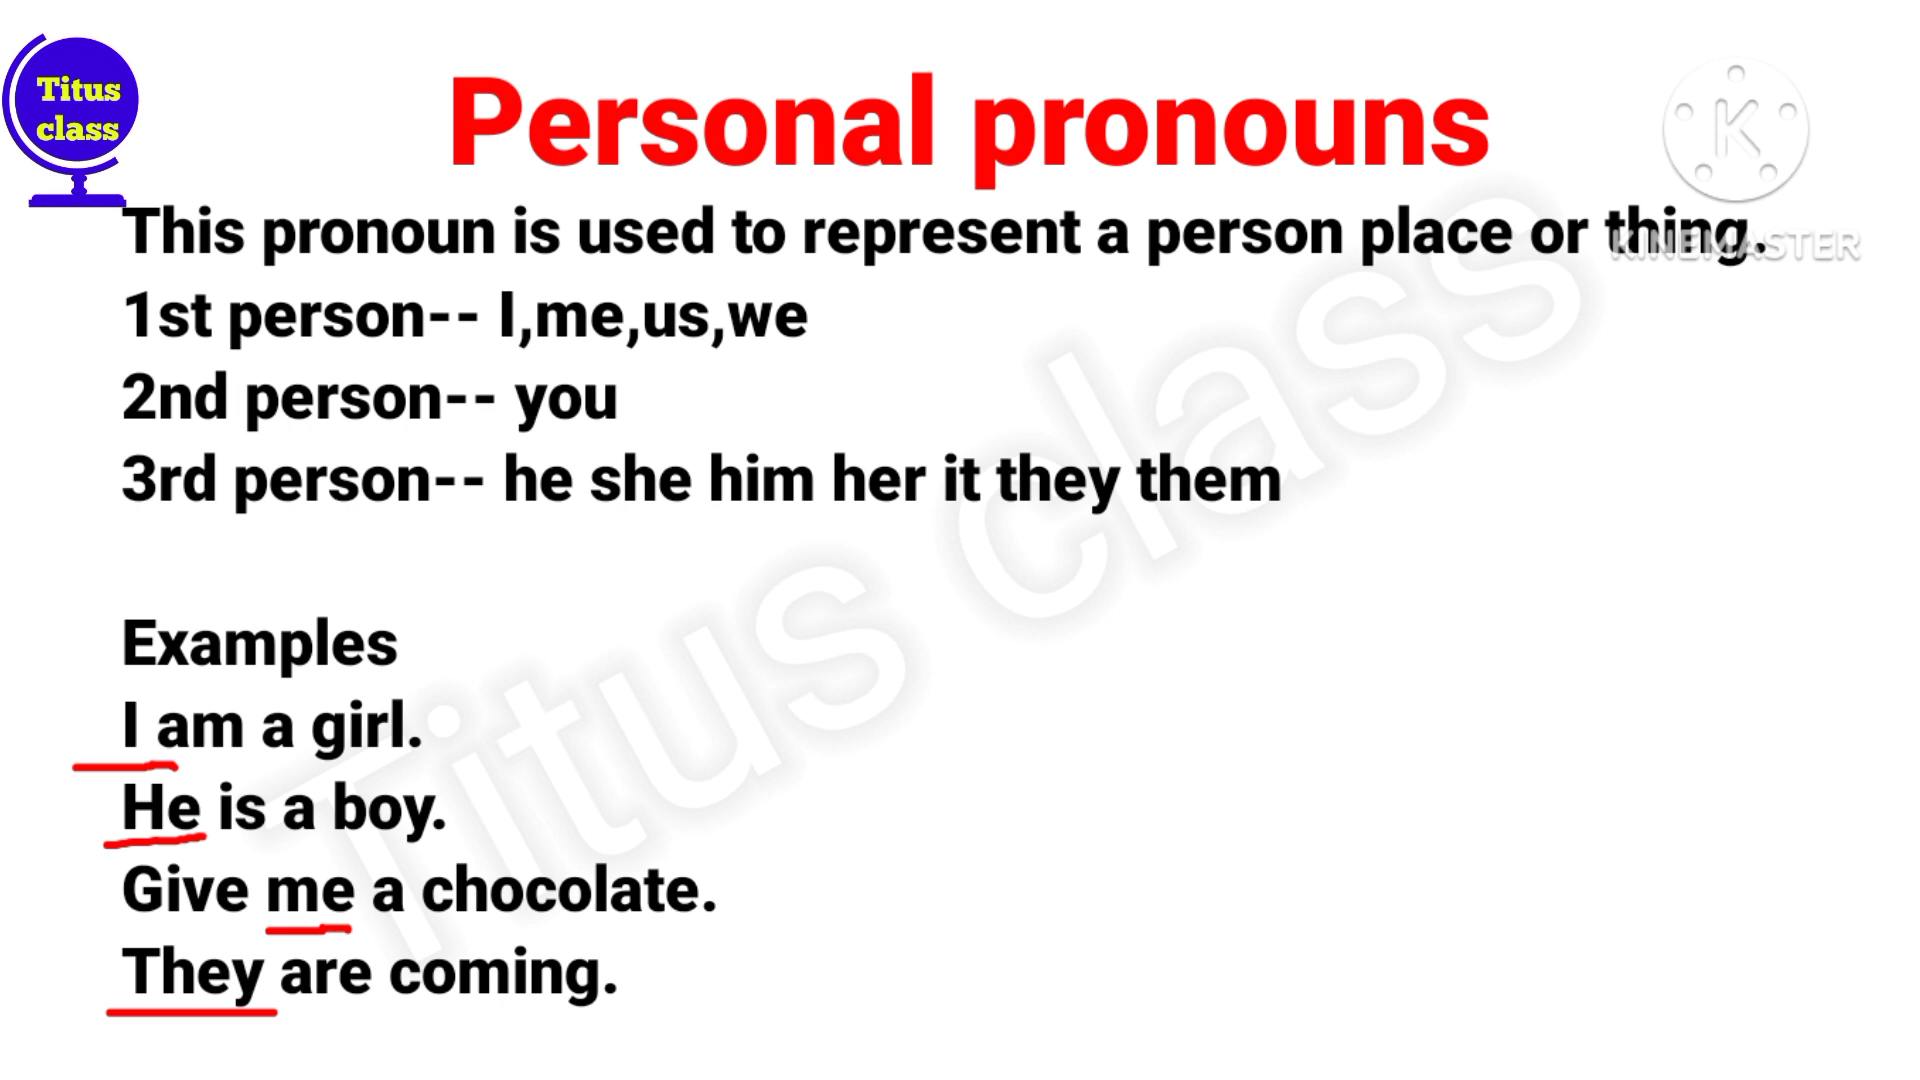 Titus
class
Personal pronouns
This pronoun is used to represent a person place or thing.
KINEMASTER
1st person-- I,me,us,we
2nd person-- you
3rd person-- he she him her it they them
Examples
I am a girl.
He is a boy.
Give me a chocolate.
They are coming.
Titus class
K